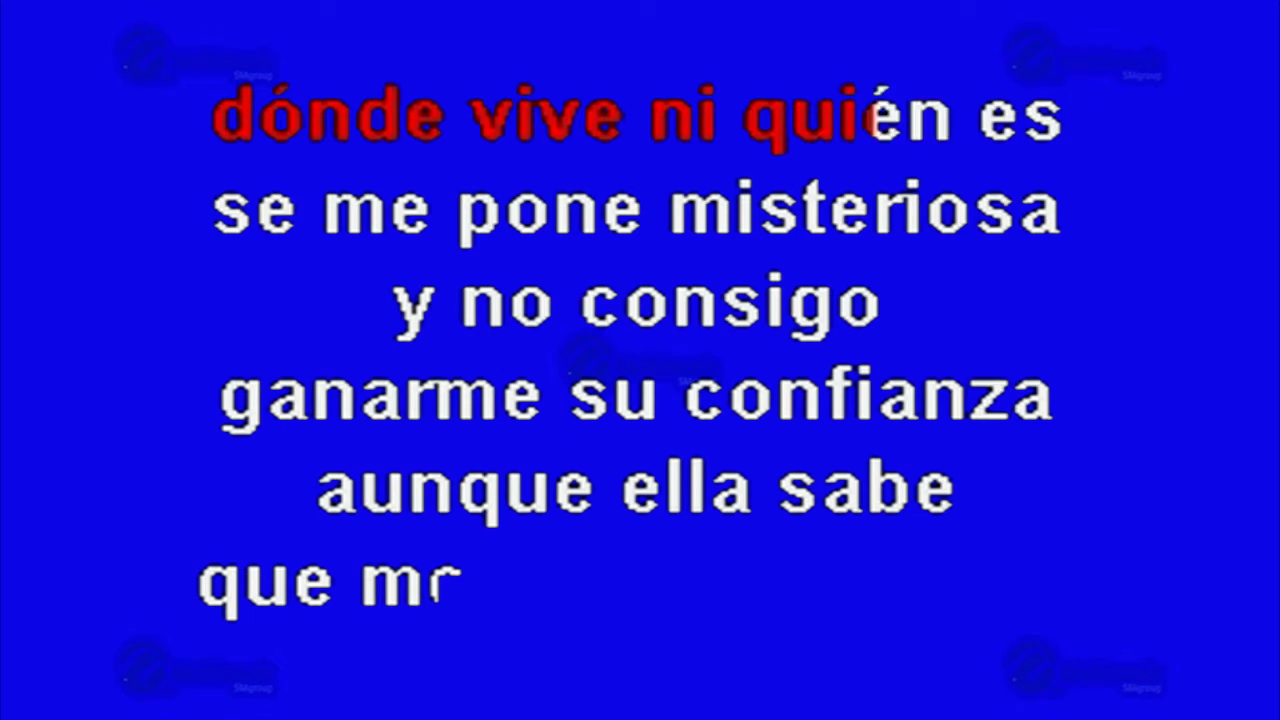 dónde vive ni quién es
se me pone misteriosa
y no consigo
ganarme su confianza
aunque ella sabe
que m